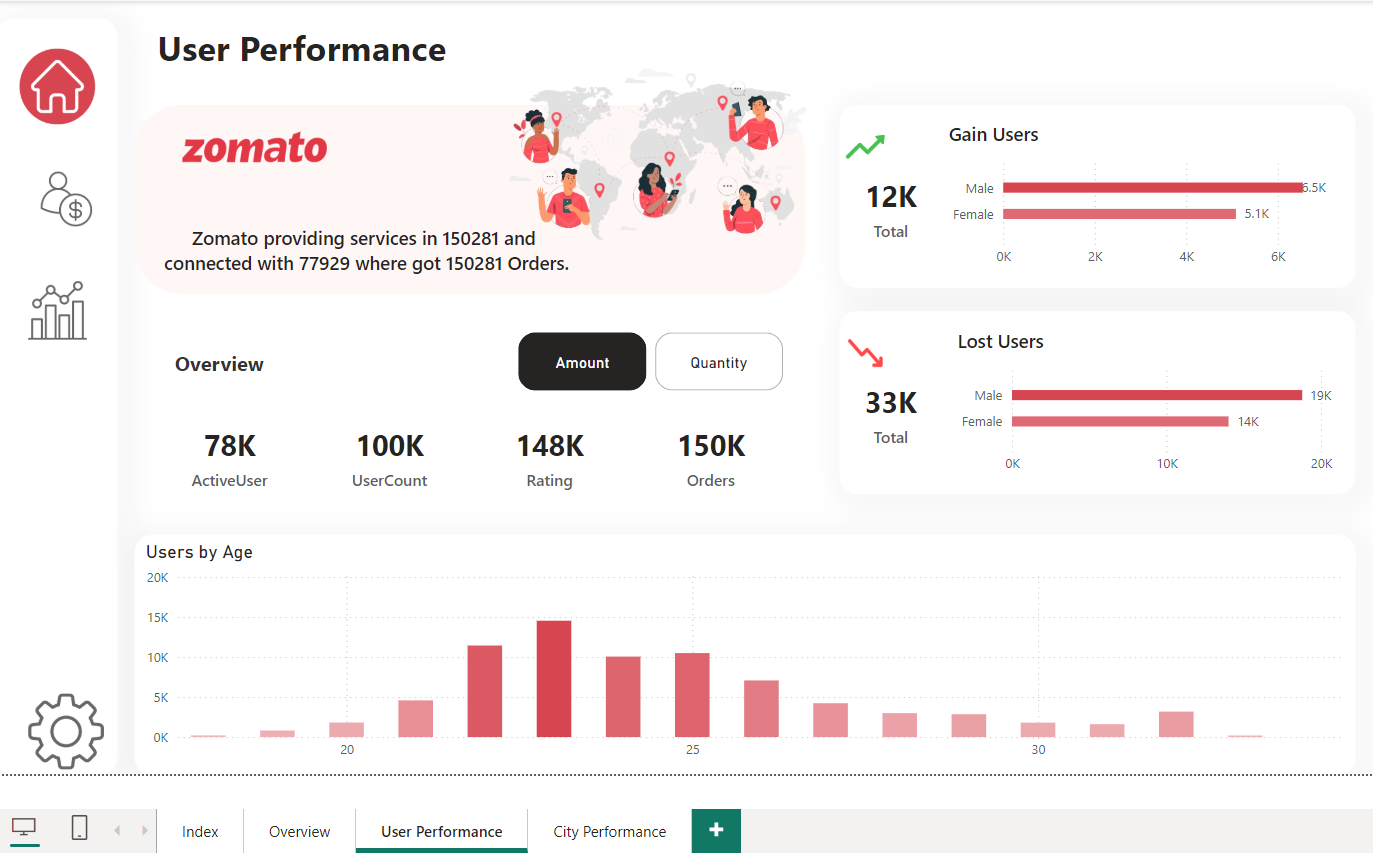 User Performance
zomato
Zomato providing services in 150281 and
connected with 77929 where got 150281 Orders.
Gain Users
12K
Total
Male
6.5K
Female
5.1K
0K
2K
4K
6K
Lost Users
33K
Total
Male
19K
Female
14K
0K
10K
20K
Overview
Amount
Quantity
78K
ActiveUser
100K
UserCount
148K
Rating
150K
Orders
Users by Age
20K
15K
10K
5K
0K
20
25
30
Index
Overview
User Performance
City Performance
+